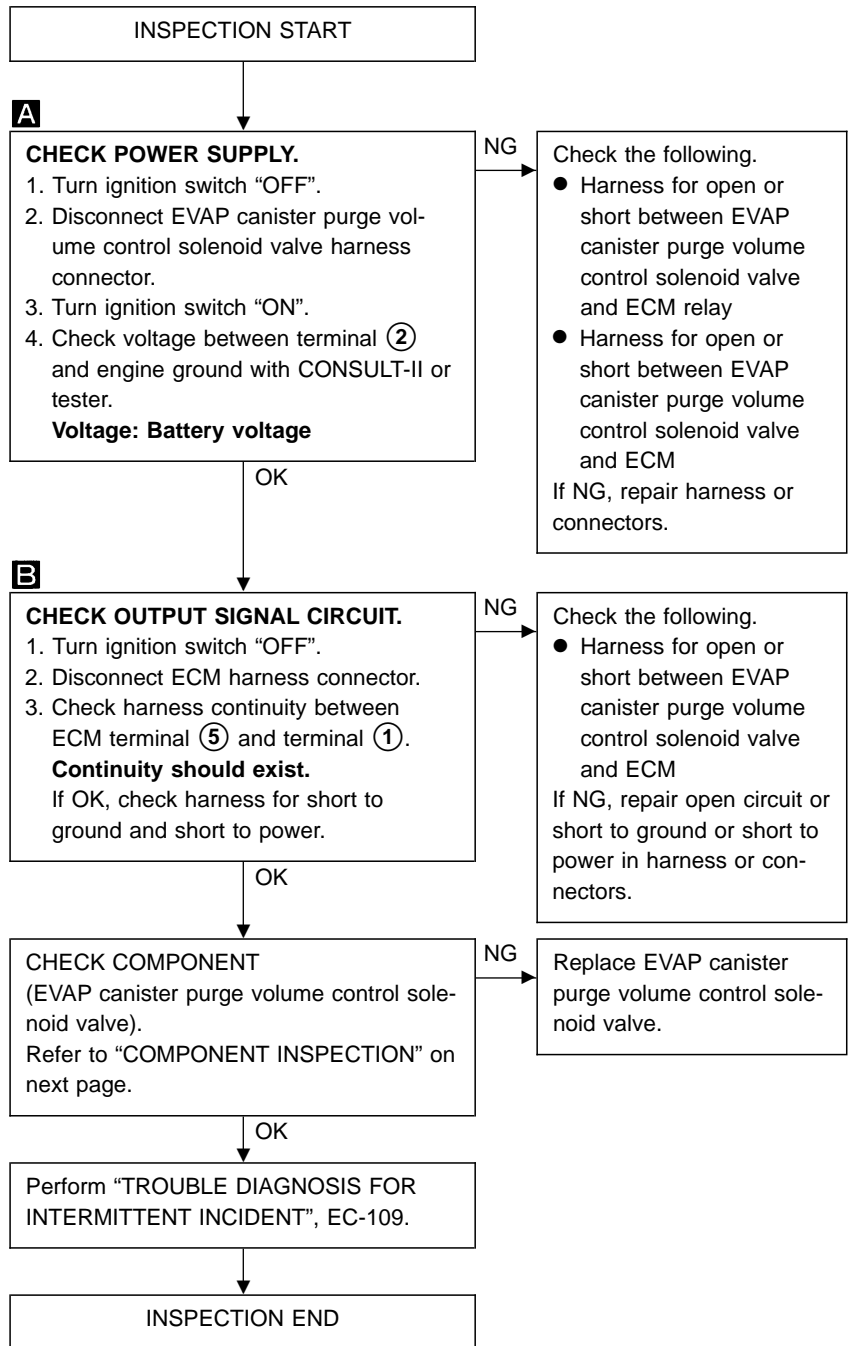 INSPECTION START
A
CHECK POWER SUPPLY.
1. Turn ignition switch “OFF”.
2. Disconnect EVAP canister purge vol-
ume control solenoid valve harness
connector.
3. Turn ignition switch “ON”.
4. Check voltage between terminal ②
and engine ground with CONSULT-II or
tester.
Voltage: Battery voltage
NG
Check the following.
● Harness for open or
short between EVAP
canister purge volume
control solenoid valve
and ECM relay
● Harness for open or
short between EVAP
canister purge volume
control solenoid valve
and ECM
If NG, repair harness or
connectors.
OK
B
CHECK OUTPUT SIGNAL CIRCUIT.
1. Turn ignition switch “OFF”.
2. Disconnect ECM harness connector.
3. Check harness continuity between
ECM terminal ⑤ and terminal ①.
Continuity should exist.
If OK, check harness for short to
ground and short to power.
NG
Check the following.
● Harness for open or
short between EVAP
canister purge volume
control solenoid valve
and ECM
If NG, repair open circuit or
short to ground or short to
power in harness or con-
nectors.
OK
CHECK COMPONENT
(EVAP canister purge volume control sole-
noid valve).
Refer to “COMPONENT INSPECTION” on
next page.
NG
Replace EVAP canister
purge volume control sole-
noid valve.
OK
Perform “TROUBLE DIAGNOSIS FOR
INTERMITTENT INCIDENT”, EC-109.
INSPECTION END